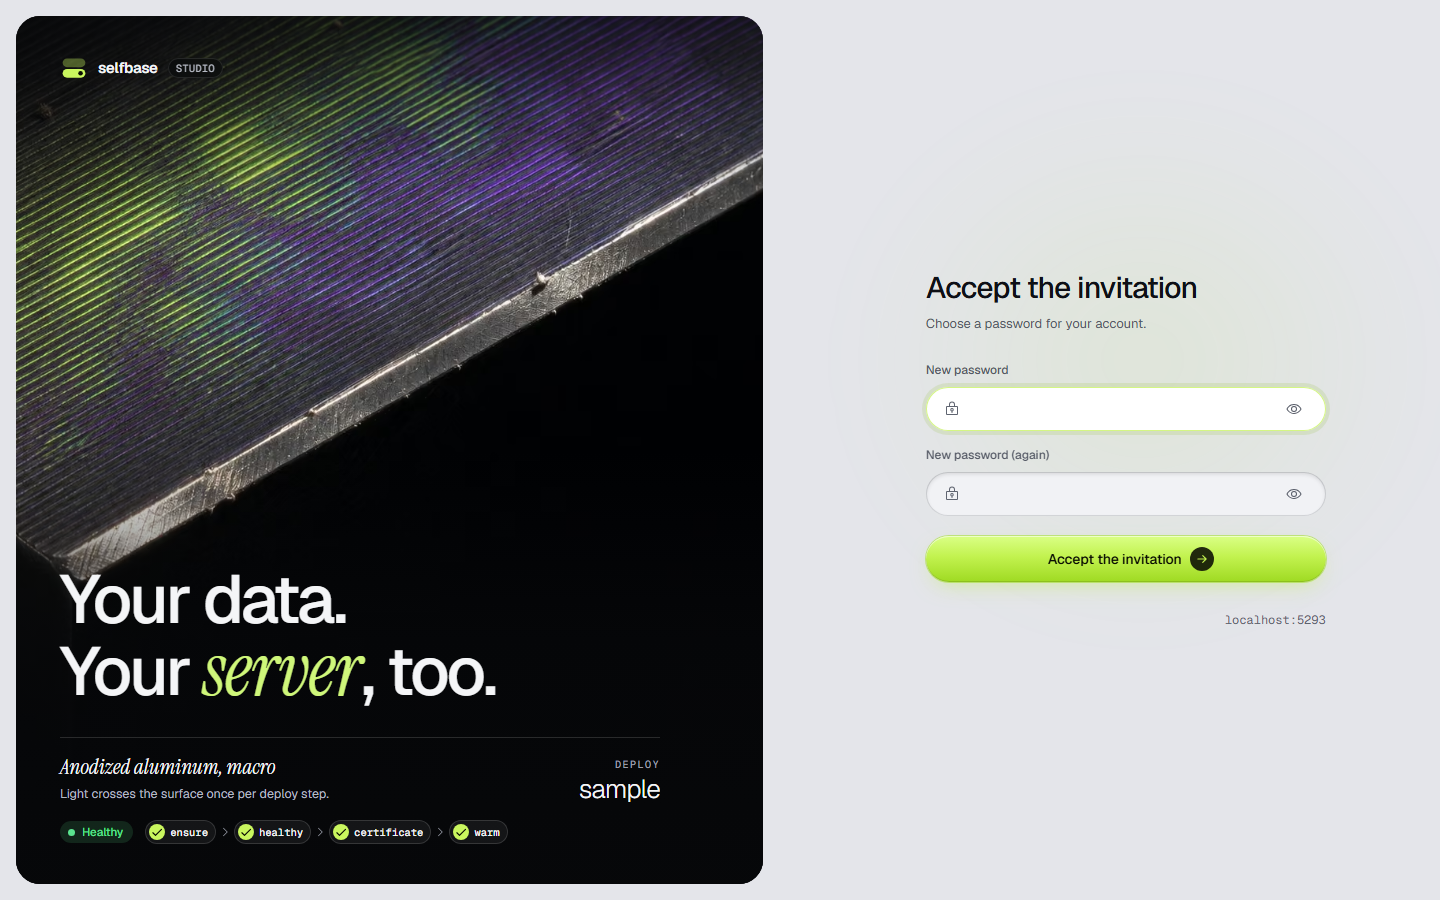 selfbase STUDIO
Your data.
Your server, too.
Anodized aluminum, macro
Light crosses the surface once per deploy step.
DEPLOY
sample
Healthy ensure healthy certificate warm
Accept the invitation
Choose a password for your account.
New password
New password (again)
Accept the invitation
localhost:5293